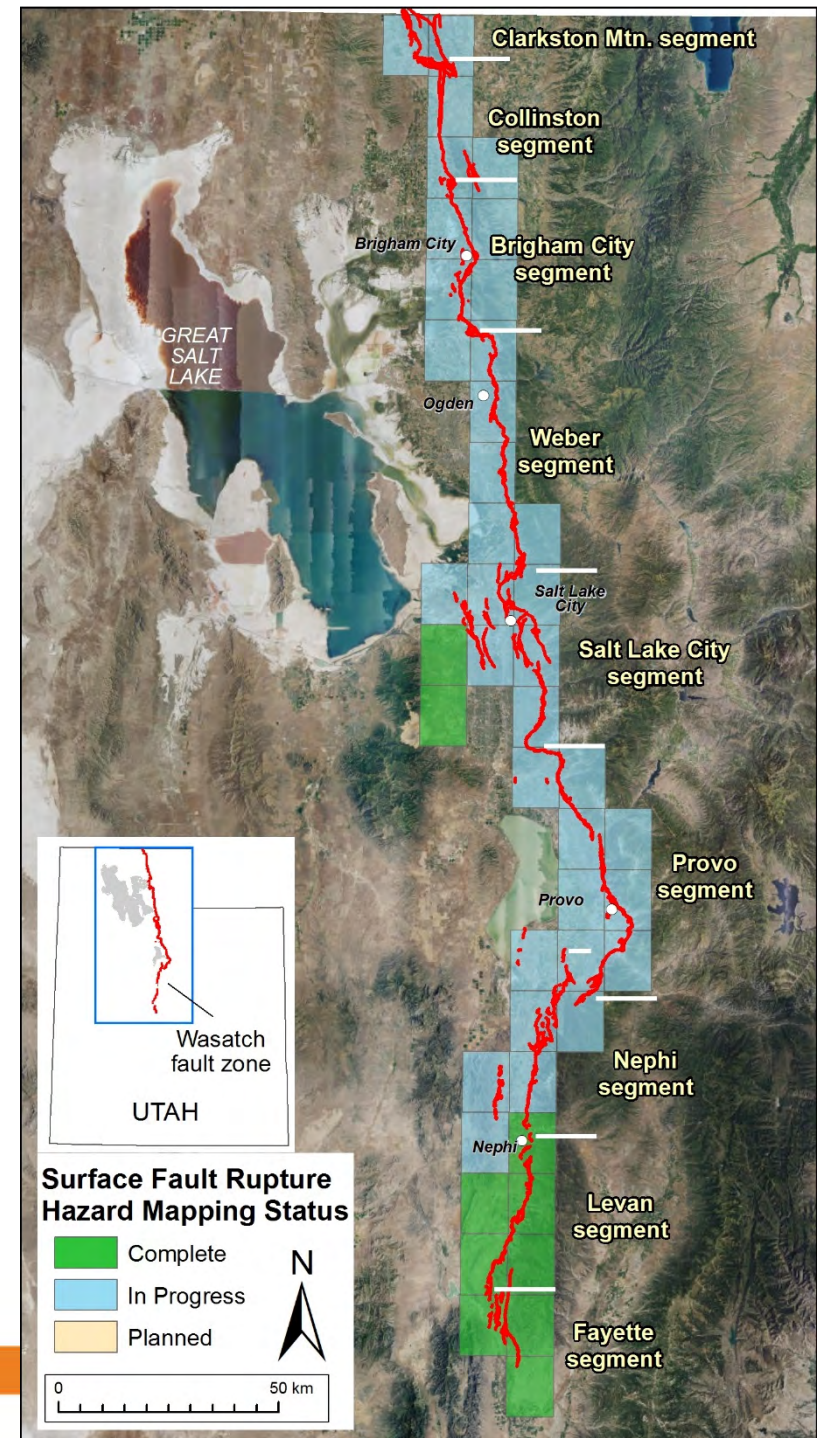 Clarkston Mtn. segment
Collinston
segment
Brigham City
Brigham City
segment
GREAT
SALT
LAKE
Ogden
Weber
segment
Salt Lake
City
Salt Lake City
segment
Provo
segment
Provo
Wasatch
fault zone
UTAH
Nephi
segment
Nephi
Levan
segment
Fayette
segment
Surface Fault Rupture
Hazard Mapping Status
Complete
In Progress
Planned
N
0 50 km